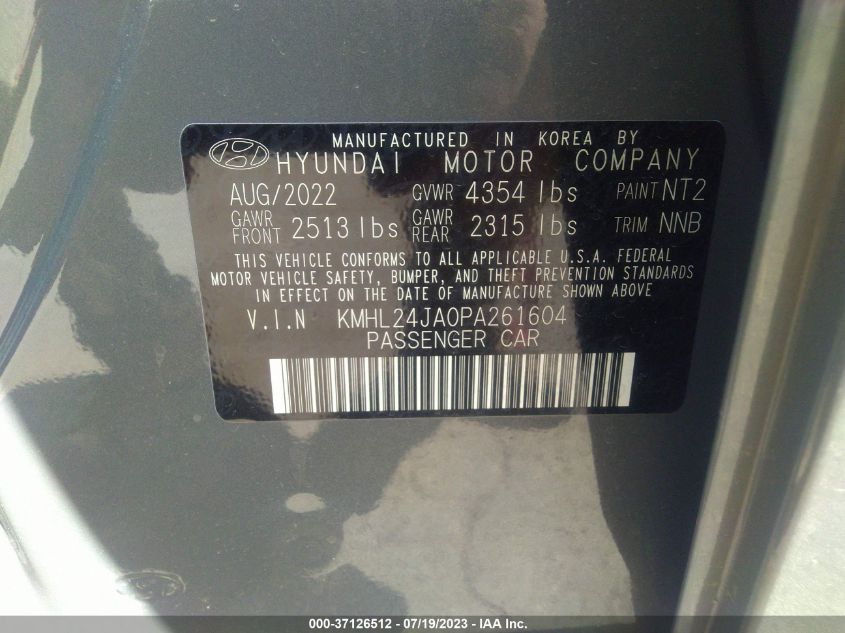 MANUFACTURED IN KOREA BY
HYUNDAI MOTOR COMPANY
AUG/2022 GVWR 4354 lbs PAINT NT2
GAWR FRONT 2513 lbs GAWR REAR 2315 lbs TRIM NNB
THIS VEHICLE CONFORMS TO ALL APPLICABLE U.S.A. FEDERAL
MOTOR VEHICLE SAFETY, BUMPER, AND THEFT PREVENTION STANDARDS
IN EFFECT ON THE DATE OF MANUFACTURE SHOWN ABOVE
V.I.N KMHL24JA0PA261604
PASSENGER CAR
000-37126512 - 07/19/2023 - IAA Inc.